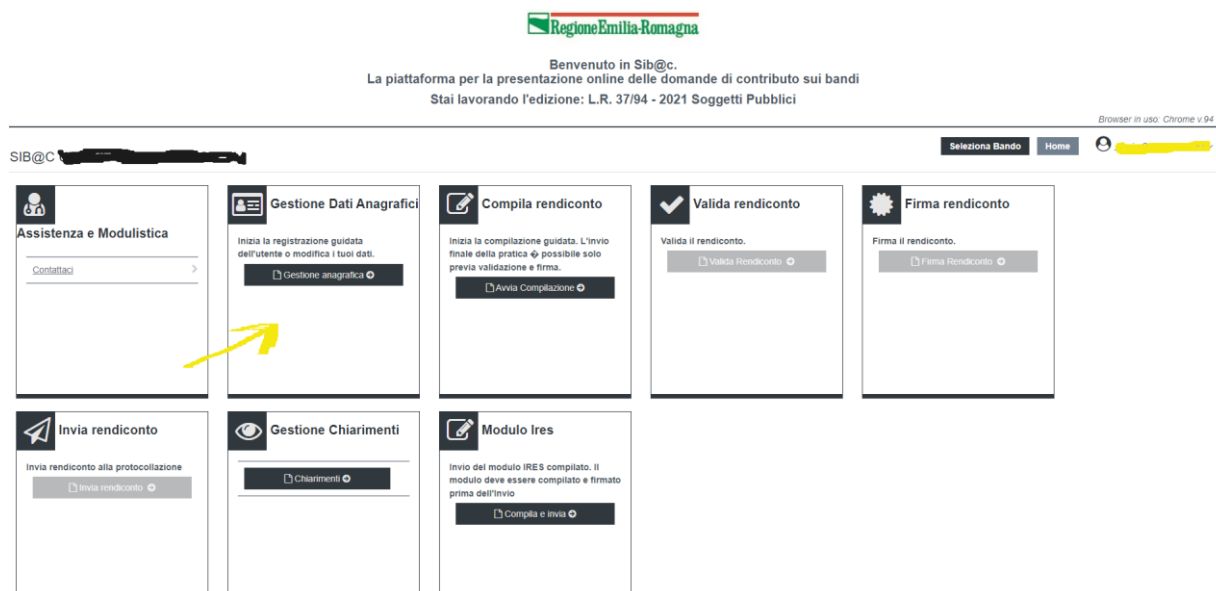 RegioneEmilia-Romagna
Benvenuto in Sib@c.
La piattaforma per la presentazione online delle domande di contributo sui bandi
Stai lavorando l'edizione: L.R. 37/94 - 2021 Soggetti Pubblici
Browser in uso: Chrome v.94
SIB@C
Seleziona Bando
Home
Assistenza e Modulistica
Contattaci
Gestione Dati Anagrafici
Inizia la registrazione guidata
dell'utente o modifica i tuoi dati.
Gestione anagrafica
Compila rendiconto
Inizia la compilazione guidata. L'invio
finale della pratica � possibile solo
previa validazione e firma.
Avvia Compilazione
Valida rendiconto
Valida il rendiconto.
Valida Rendiconto
Firma rendiconto
Firma il rendiconto.
Firma Rendiconto
Invia rendiconto
Invia rendiconto alla protocollazione
Invia rendiconto
Gestione Chiarimenti
Chiarimenti
Modulo Ires
Invio del modulo IRES compilato. Il
modulo deve essere compilato e firmato
prima dell'invio
Compila e invia